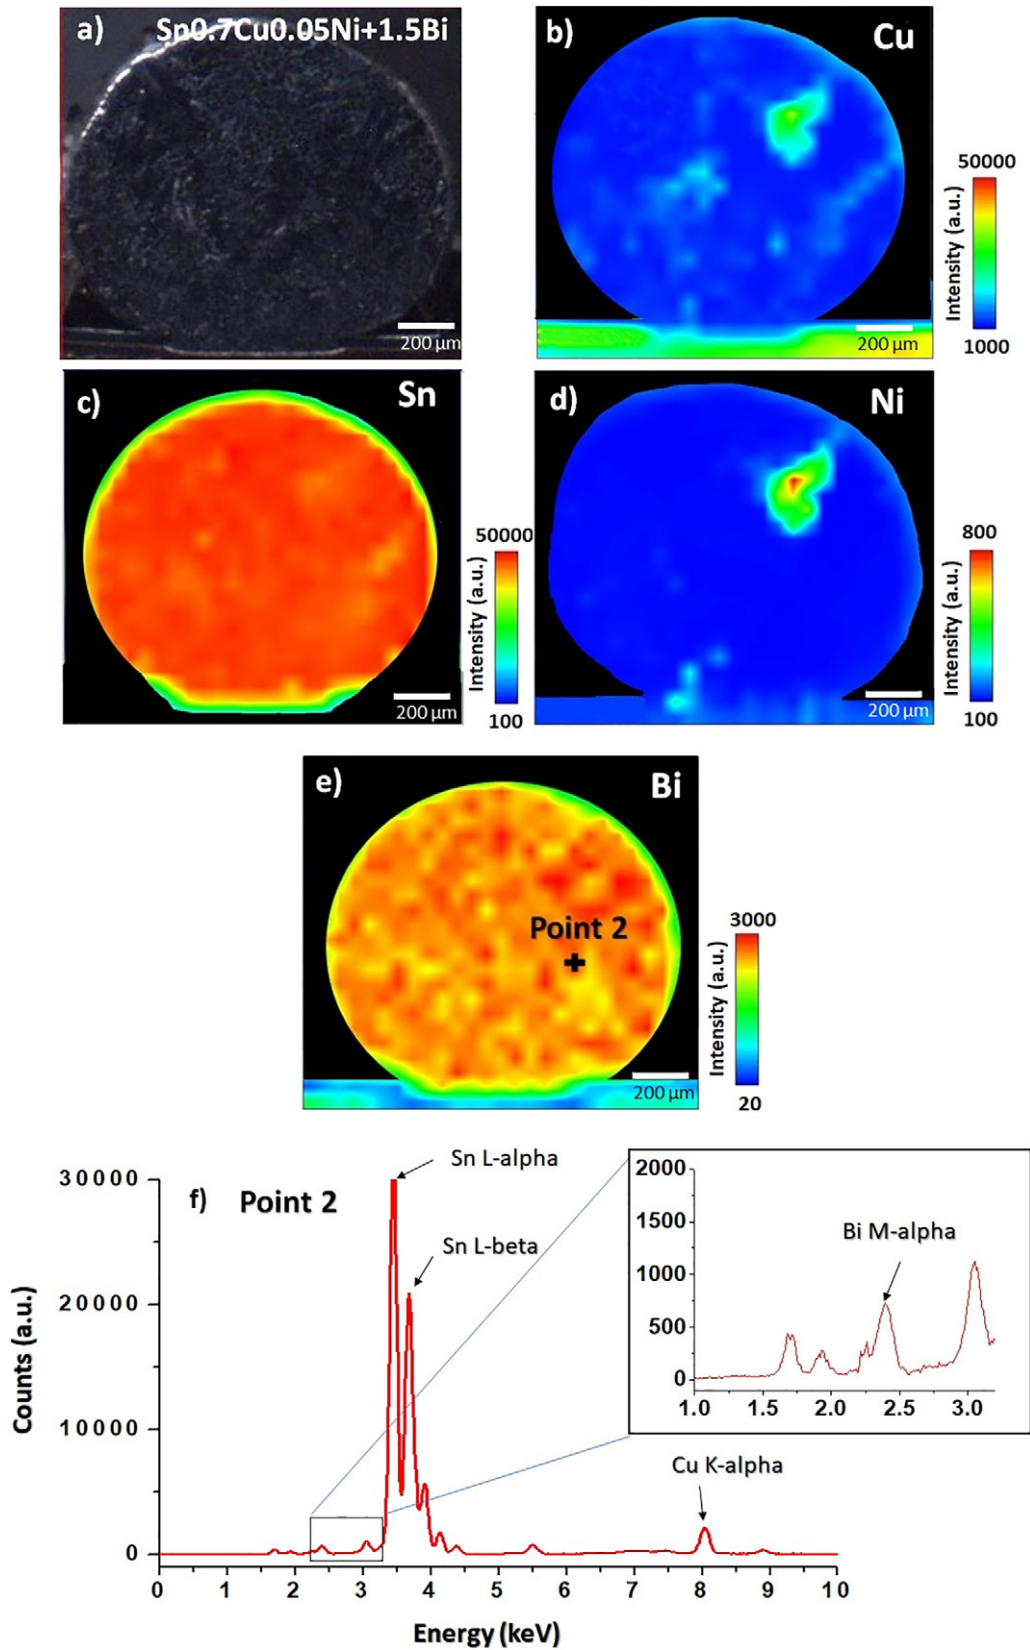 a) Sn0.7Cu0.05Ni+1.5Bi
200 µm
b) Cu
200 µm
50000
Intensity (a.u.)
1000
c) Sn
200 µm
50000
Intensity (a.u.)
100
d) Ni
200 µm
800
Intensity (a.u.)
100
e) Bi
Point 2
200 µm
3000
Intensity (a.u.)
20
f) Point 2
Sn L-alpha
Sn L-beta
Cu K-alpha
30000
20000
10000
0
Counts (a.u.)
0 1 2 3 4 5 6 7 8 9 10
Energy (keV)
Bi M-alpha
2000
1500
1000
500
0
1.0 1.5 2.0 2.5 3.0